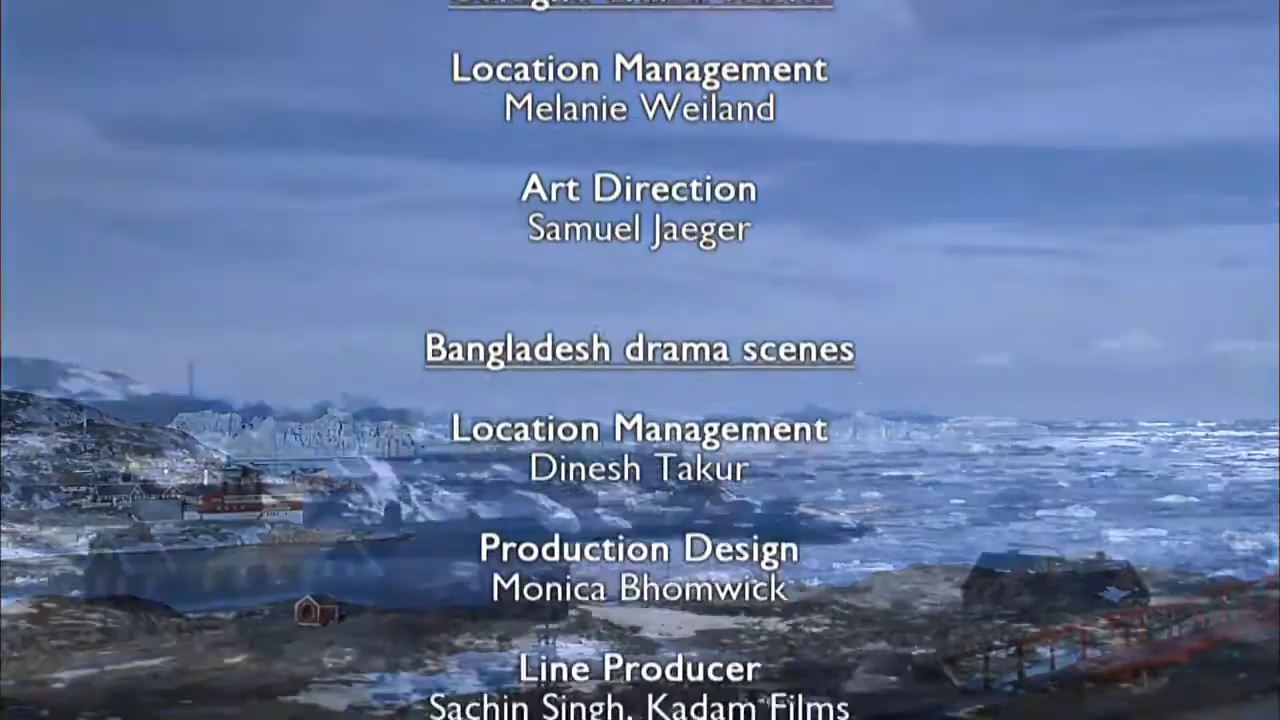 Location Management
Melanie Weiland
Art Direction
Samuel Jaeger
Bangladesh drama scenes
Location Management
Dinesh Takur
Production Design
Monica Bhomwick
Line Producer
Sachin Singh, Kadam Films